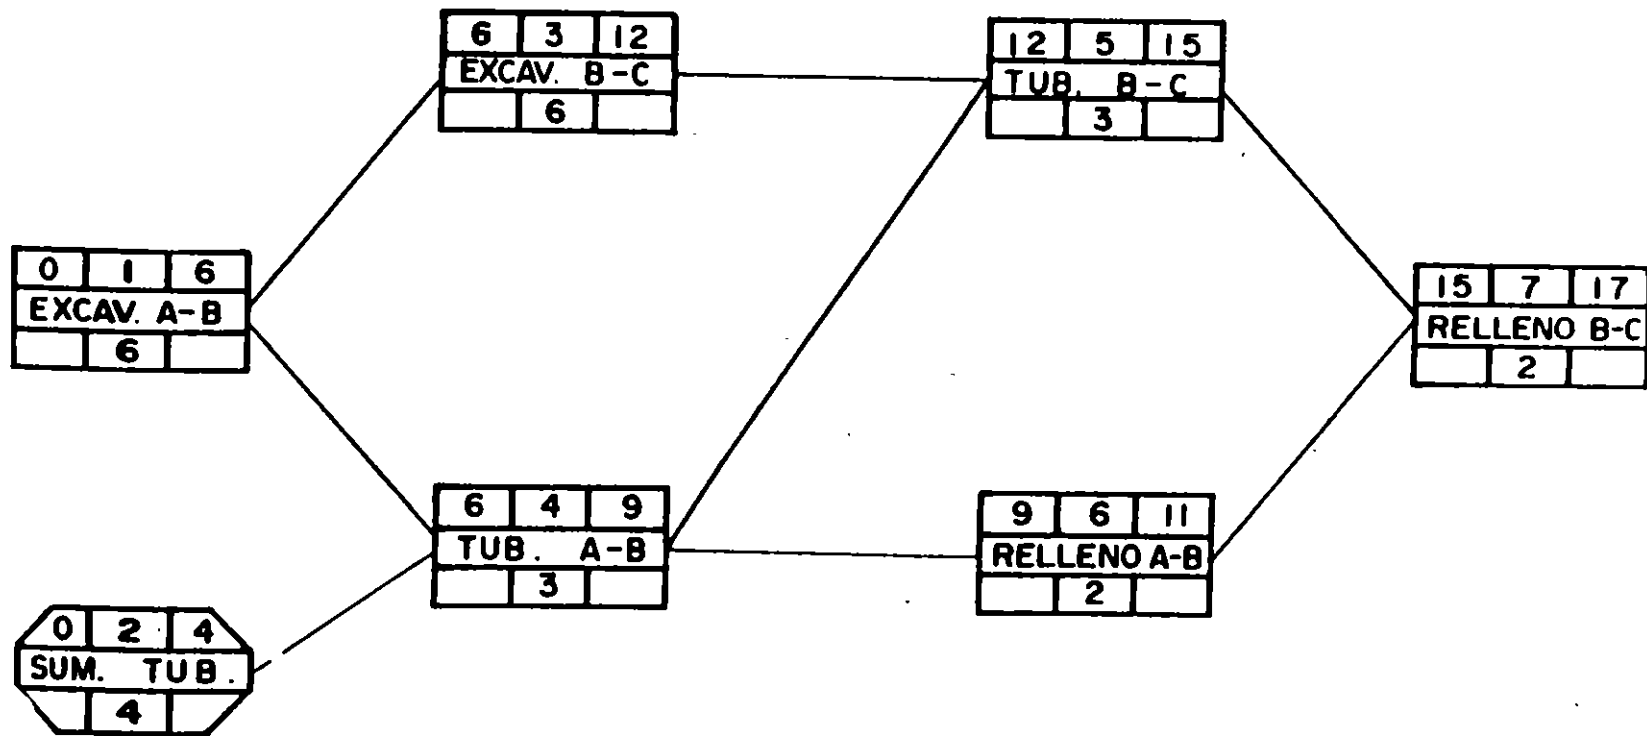 6 3 12
EXCAV. B-C
6
12 5 15
TUB. B-C
3
0 1 6
EXCAV. A-B
6
15 7 17
RELLENO B-C
2
6 4 9
TUB. A-B
3
9 6 11
RELLENO A-B
2
0 2 4
SUM. TUB.
4